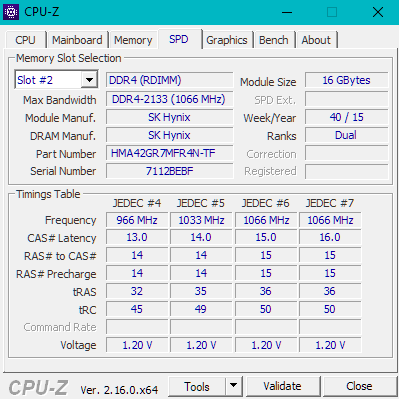 CPU-Z
CPU Mainboard Memory SPD Graphics Bench About
Memory Slot Selection
Slot #2 DDR4 (RDIMM) Module Size 16 GBytes
Max Bandwidth DDR4-2133 (1066 MHz) SPD Ext.
Module Manuf. SK Hynix Week/Year 40 / 15
DRAM Manuf. SK Hynix Ranks Dual
Part Number HMA42GR7MFR4N-TF Correction
Serial Number 7112BEBF Registered
Timings Table
JEDEC #4 JEDEC #5 JEDEC #6 JEDEC #7
Frequency 966 MHz 1033 MHz 1066 MHz 1066 MHz
CAS# Latency 13.0 14.0 15.0 16.0
RAS# to CAS# 14 14 15 15
RAS# Precharge 14 14 15 15
tRAS 32 35 36 36
tRC 45 49 50 50
Command Rate
Voltage 1.20 V 1.20 V 1.20 V 1.20 V
CPU-Z Ver. 2.16.0.x64 Tools Validate Close